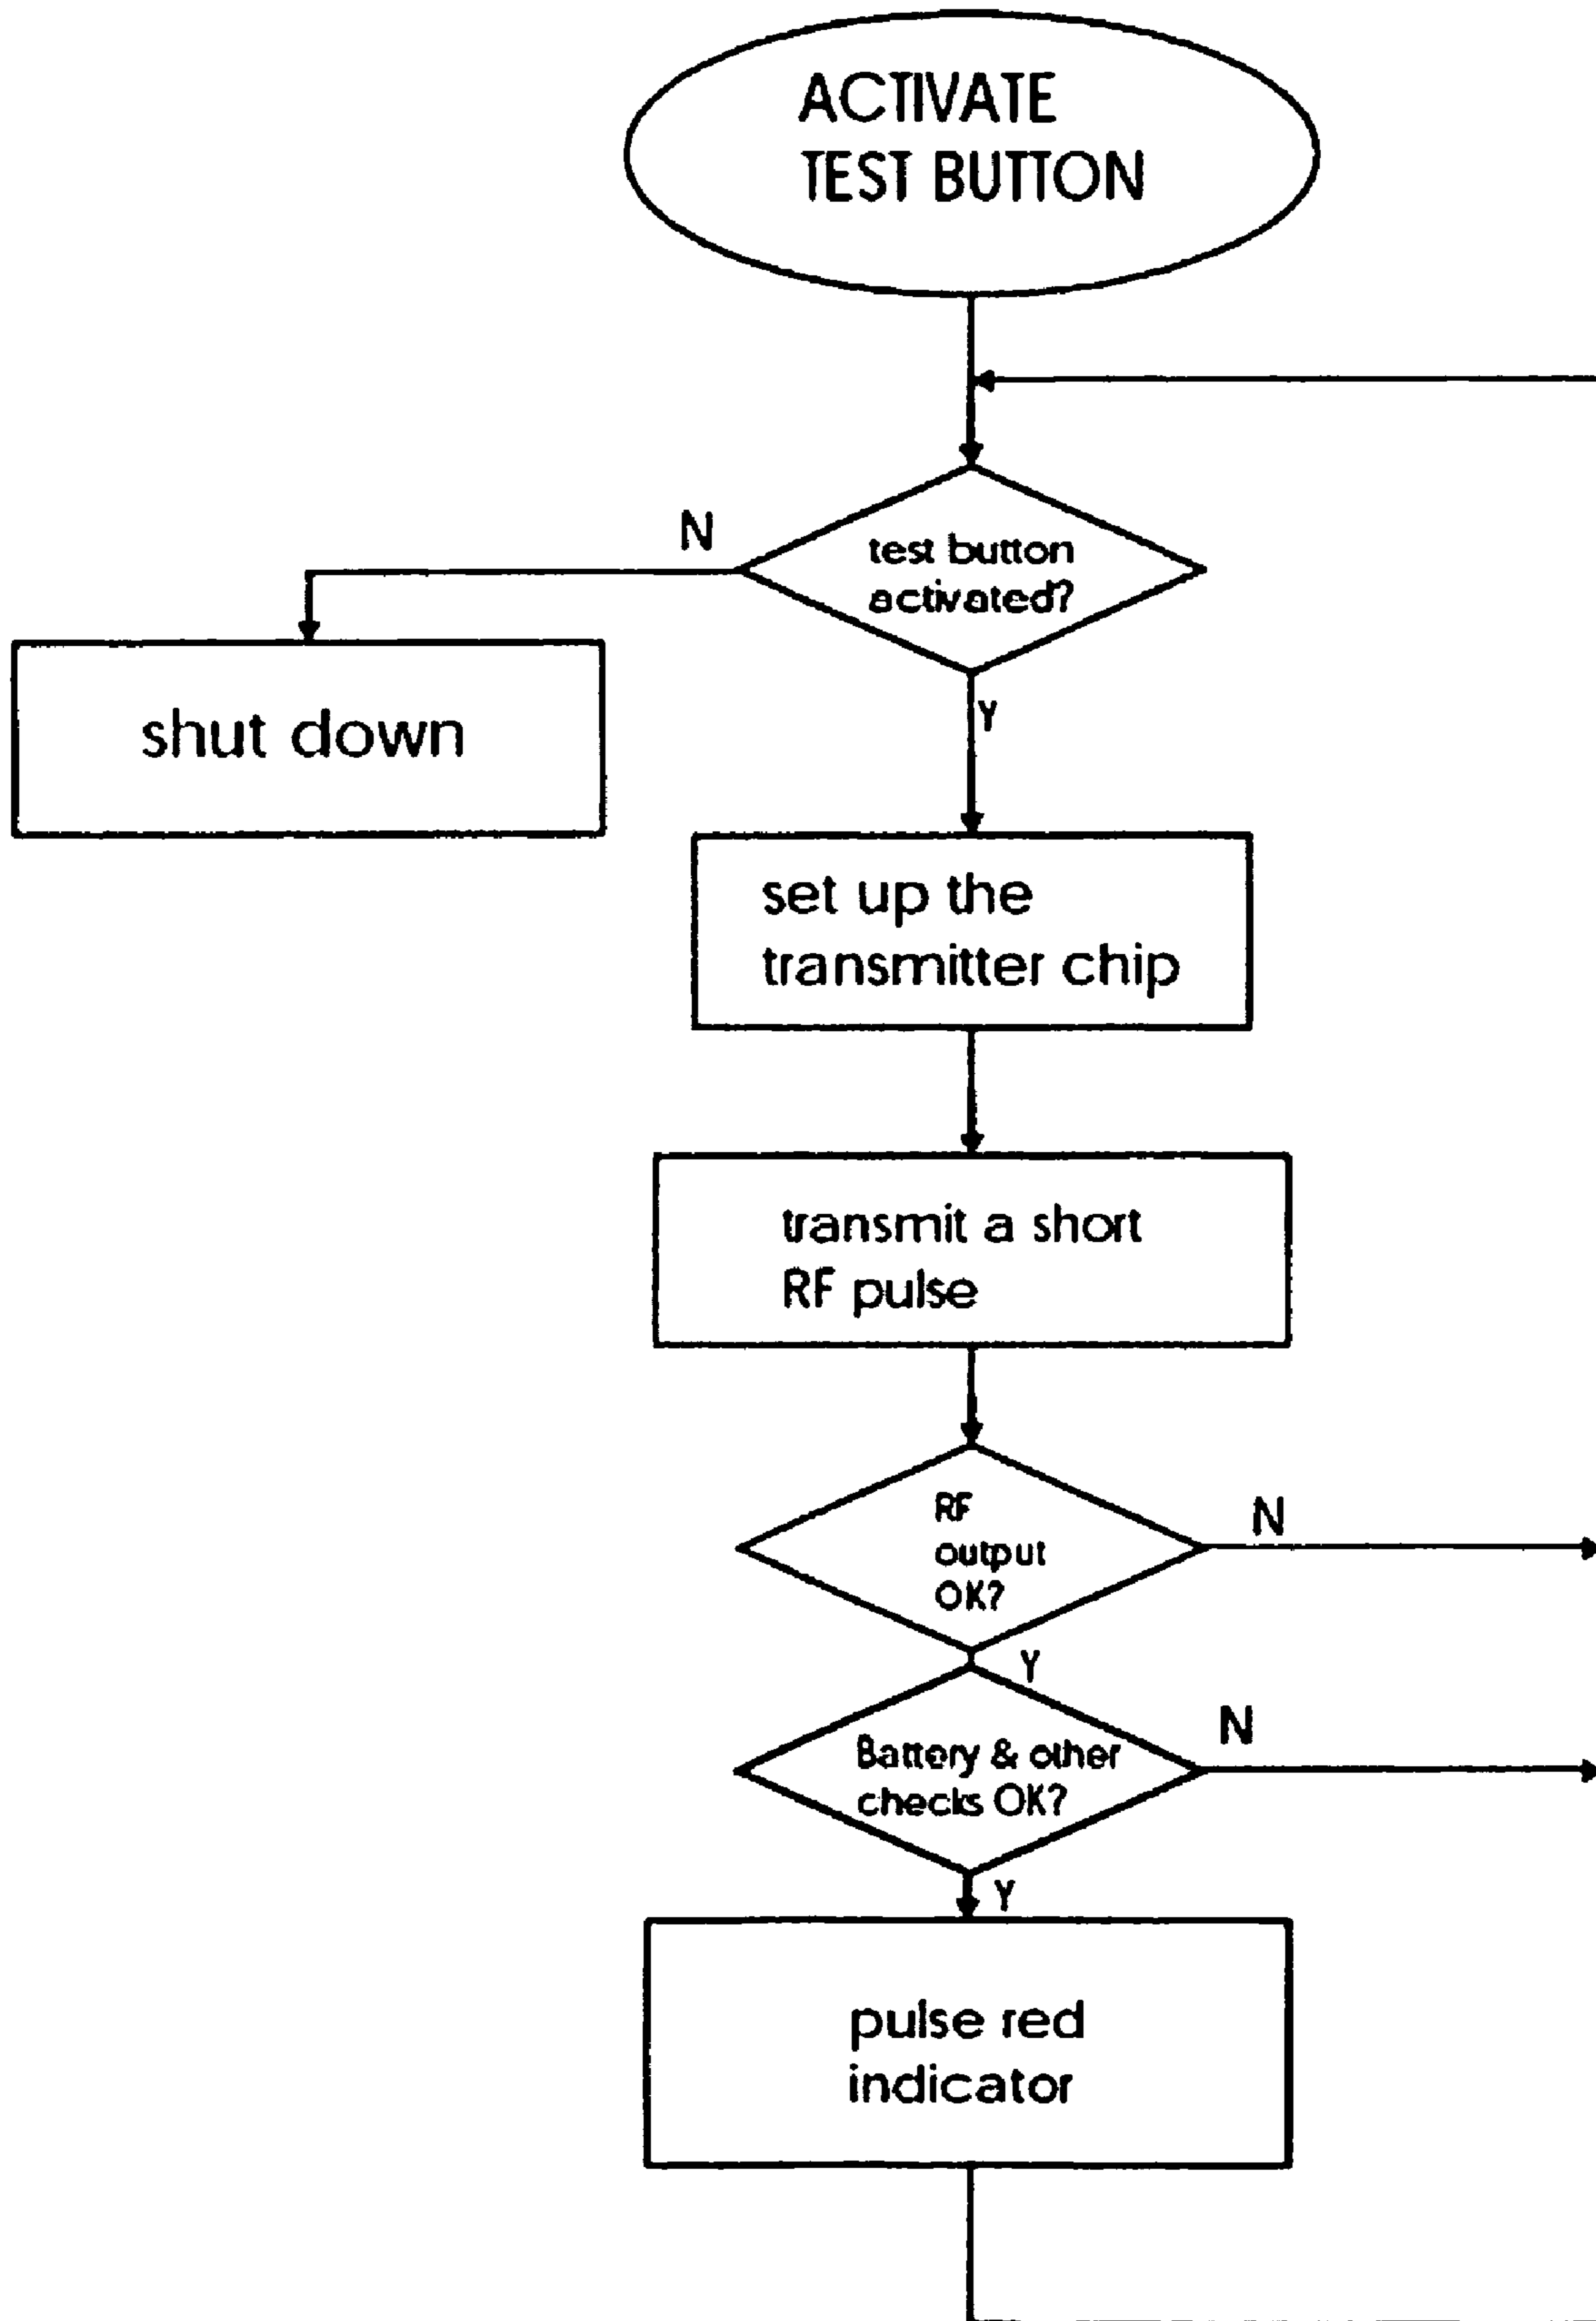 ACTIVATE
TEST BUTTON
N
test button
activated?
shut down
Y
set up the
transmitter chip
transmit a short
RF pulse
RF
output
OK?
N
Y
Battery & other
checks OK?
N
Y
pulse red
indicator